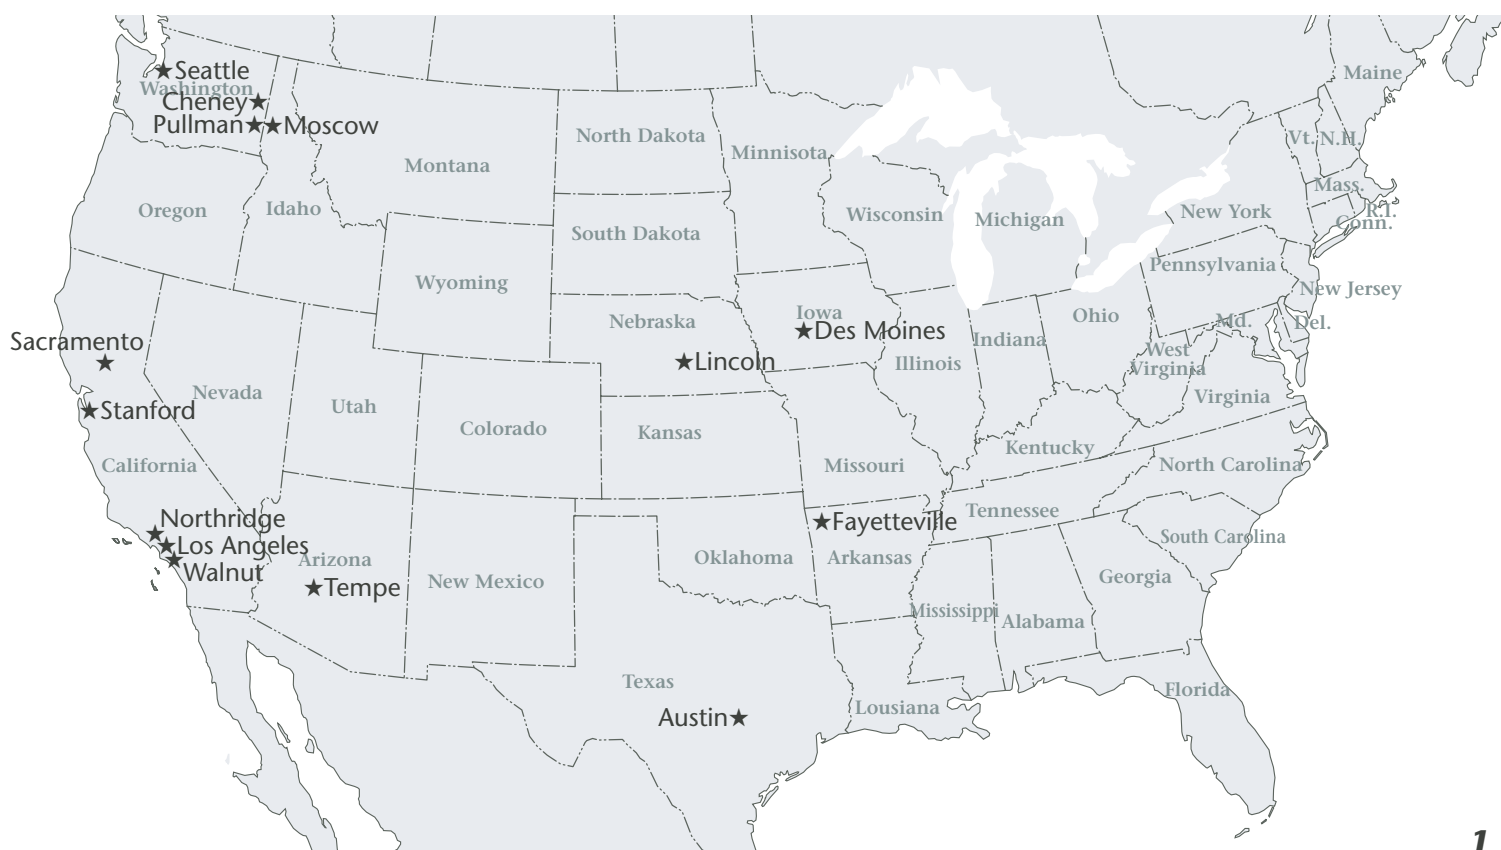 Maine
Seattle
Washington
Cheney
Pullman
Moscow
North Dakota
Vt.
N.H.
Minnisota
Montana
Mass.
Oregon
Idaho
Wisconsin
Michigan
New York
R.I.
Conn.
South Dakota
Pennsylvania
Wyoming
New Jersey
Iowa
Ohio
Nebraska
Md.
Del.
Des Moines
Sacramento
Indiana
West
Virginia
Lincoln
Illinois
Nevada
Virginia
Utah
Stanford
Colorado
Kansas
Kentucky
California
Missouri
North Carolina
Tennessee
Northridge
Fayetteville
South Carolina
Los Angeles
Arizona
Oklahoma
Arkansas
Walnut
Georgia
New Mexico
Tempe
Mississippi
Alabama
Texas
Florida
Lousiana
Austin
1